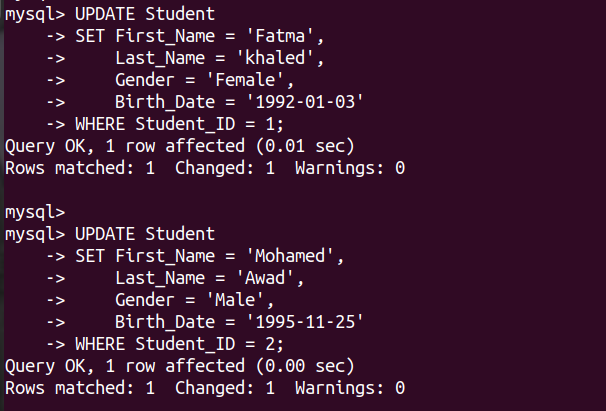 mysql> UPDATE Student
    -> SET First_Name = 'Fatma',
    ->     Last_Name = 'khaled',
    ->     Gender = 'Female',
    ->     Birth_Date = '1992-01-03'
    -> WHERE Student_ID = 1;
Query OK, 1 row affected (0.01 sec)
Rows matched: 1  Changed: 1  Warnings: 0

mysql>
mysql> UPDATE Student
    -> SET First_Name = 'Mohamed',
    ->     Last_Name = 'Awad',
    ->     Gender = 'Male',
    ->     Birth_Date = '1995-11-25'
    -> WHERE Student_ID = 2;
Query OK, 1 row affected (0.00 sec)
Rows matched: 1  Changed: 1  Warnings: 0